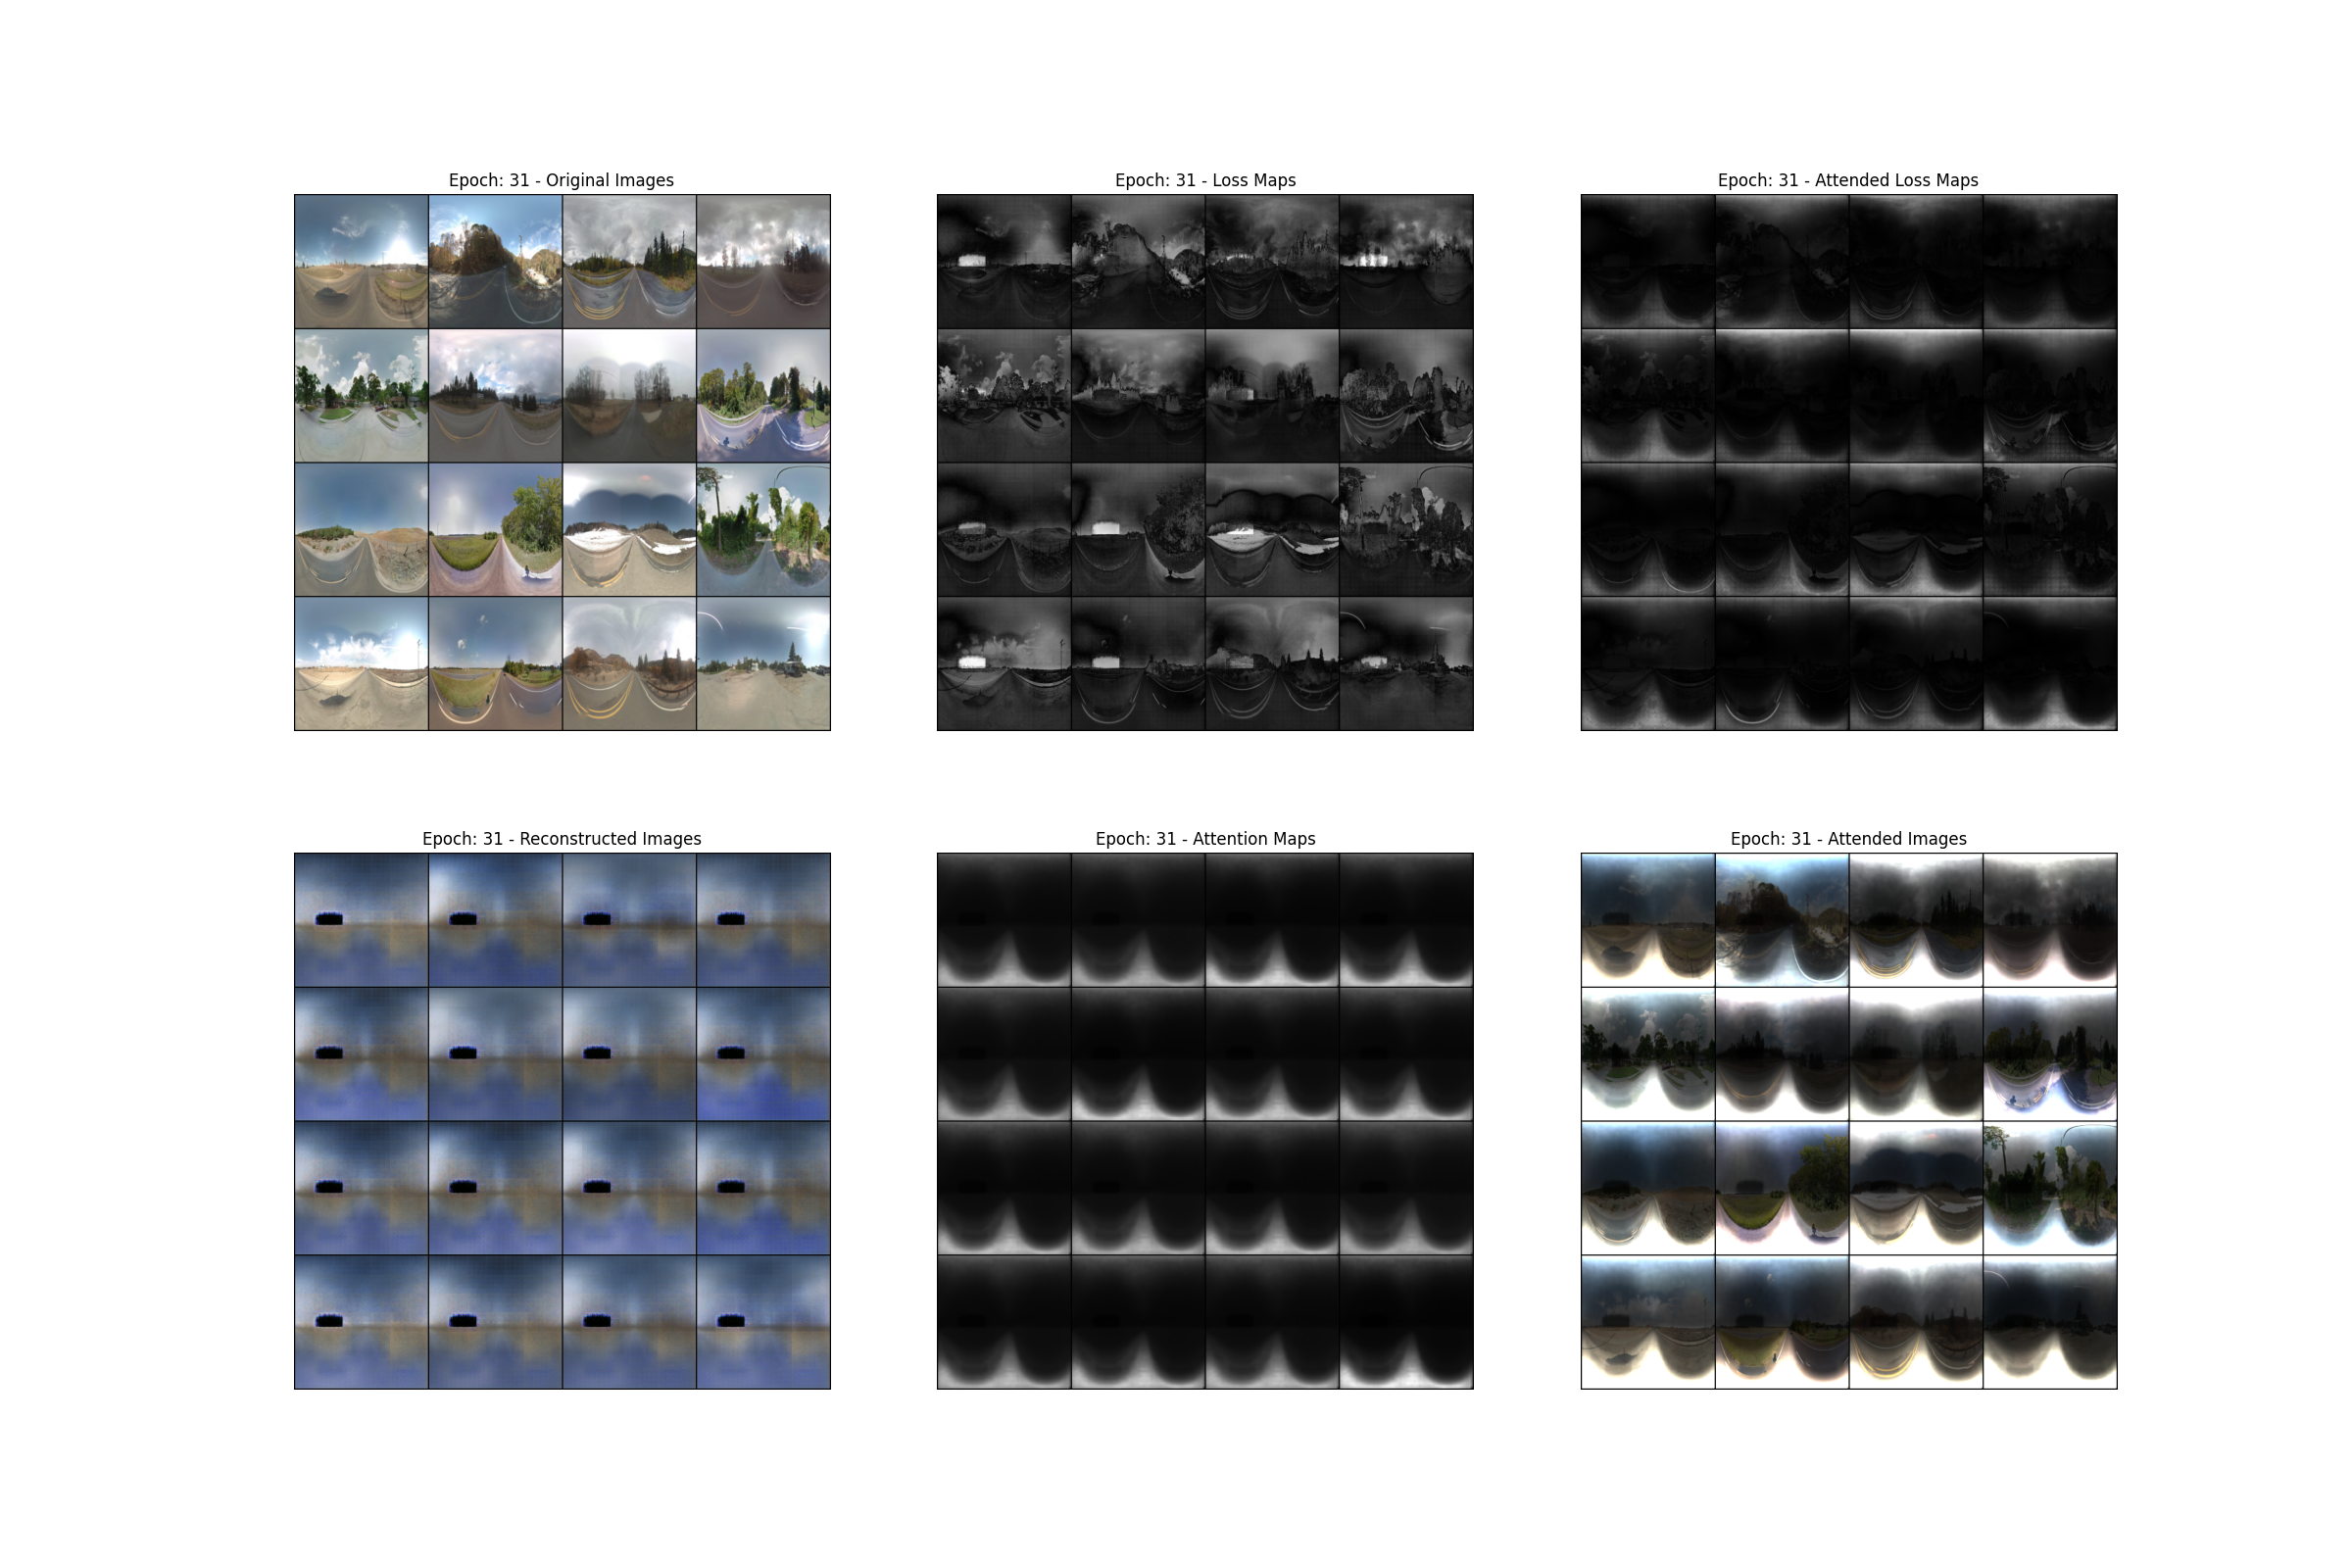 Epoch: 31 - Original Images
Epoch: 31 - Loss Maps
Epoch: 31 - Attended Loss Maps
Epoch: 31 - Reconstructed Images
Epoch: 31 - Attention Maps
Epoch: 31 - Attended Images